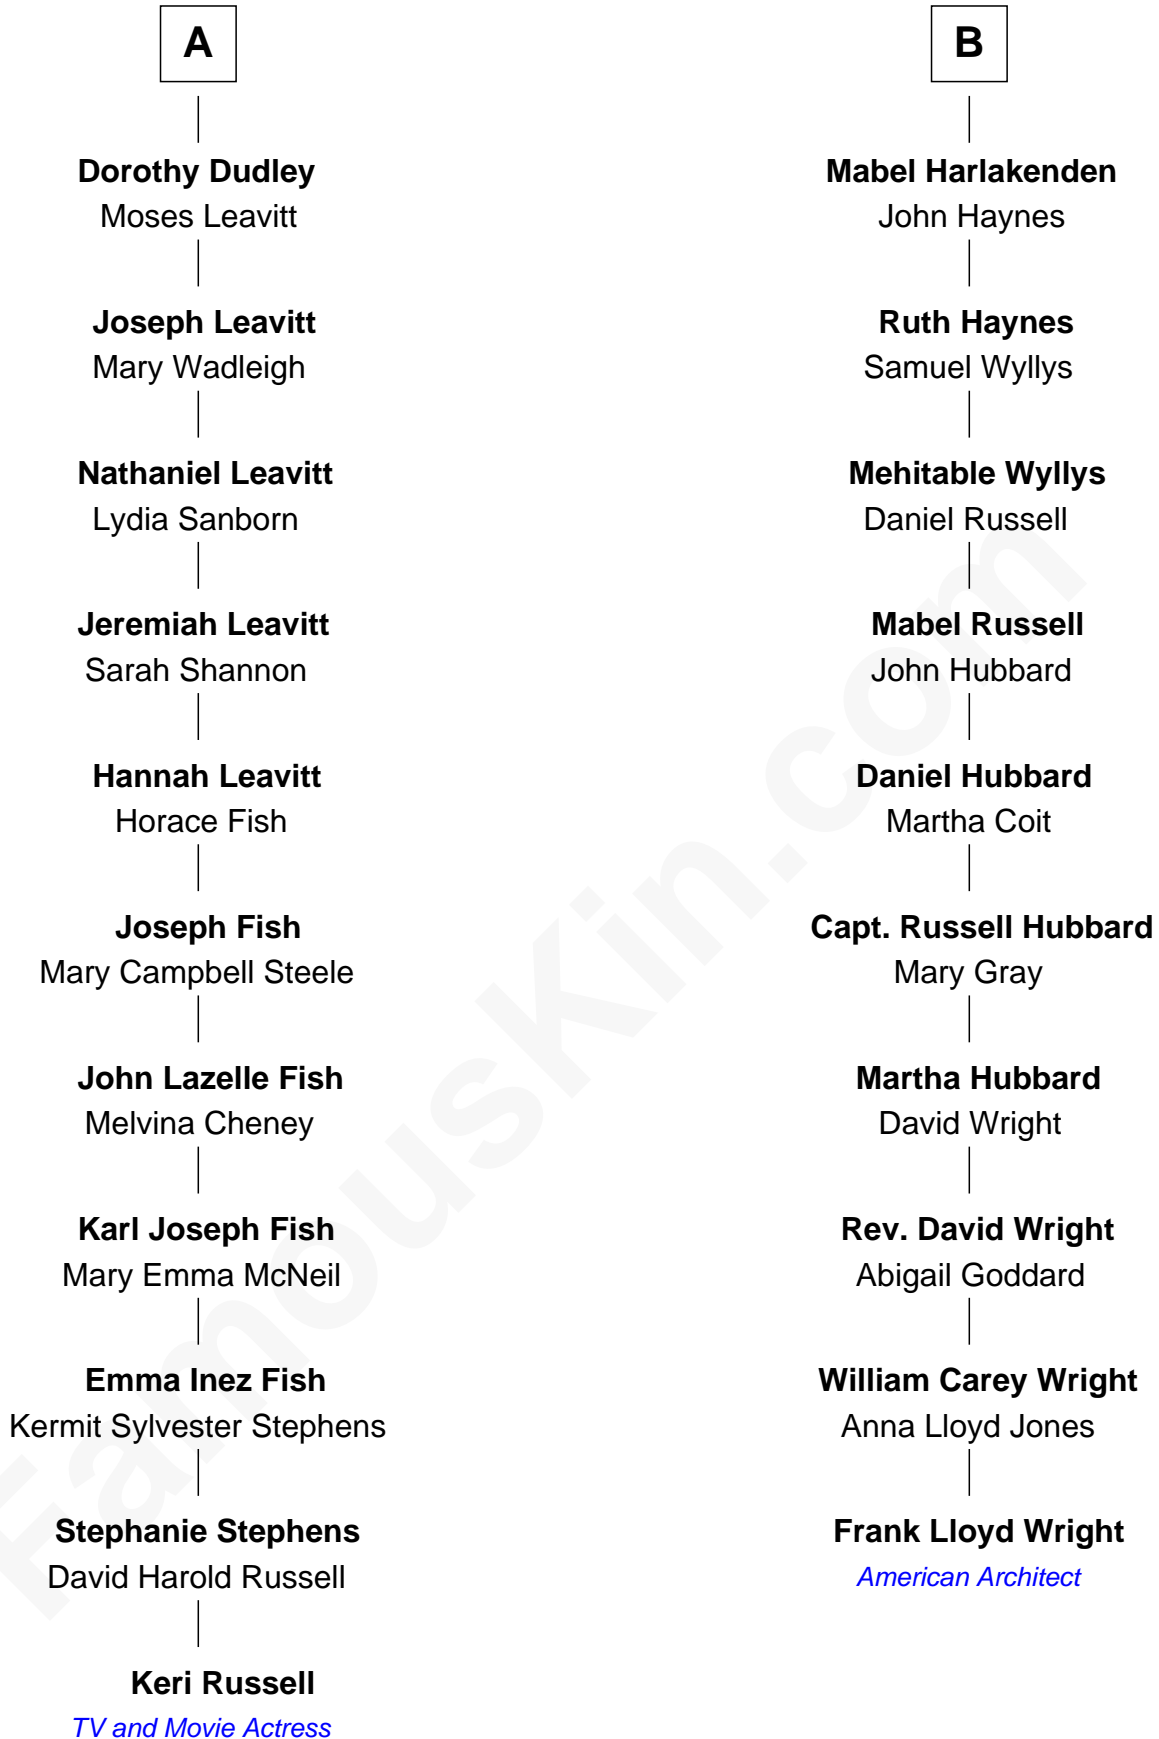 A
Dorothy Dudley
Moses Leavitt
Joseph Leavitt
Mary Wadleigh
Nathaniel Leavitt
Lydia Sanborn
Jeremiah Leavitt
Sarah Shannon
Hannah Leavitt
Horace Fish
Joseph Fish
Mary Campbell Steele
John Lazelle Fish
Melvina Cheney
Karl Joseph Fish
Mary Emma McNeil
Emma Inez Fish
Kermit Sylvester Stephens
Stephanie Stephens
David Harold Russell
Keri Russell
TV and Movie Actress
B
Mabel Harlakenden
John Haynes
Ruth Haynes
Samuel Wyllys
Mehitable Wyllys
Daniel Russell
Mabel Russell
John Hubbard
Daniel Hubbard
Martha Coit
Capt. Russell Hubbard
Mary Gray
Martha Hubbard
David Wright
Rev. David Wright
Abigail Goddard
William Carey Wright
Anna Lloyd Jones
Frank Lloyd Wright
American Architect
FamousKin.com